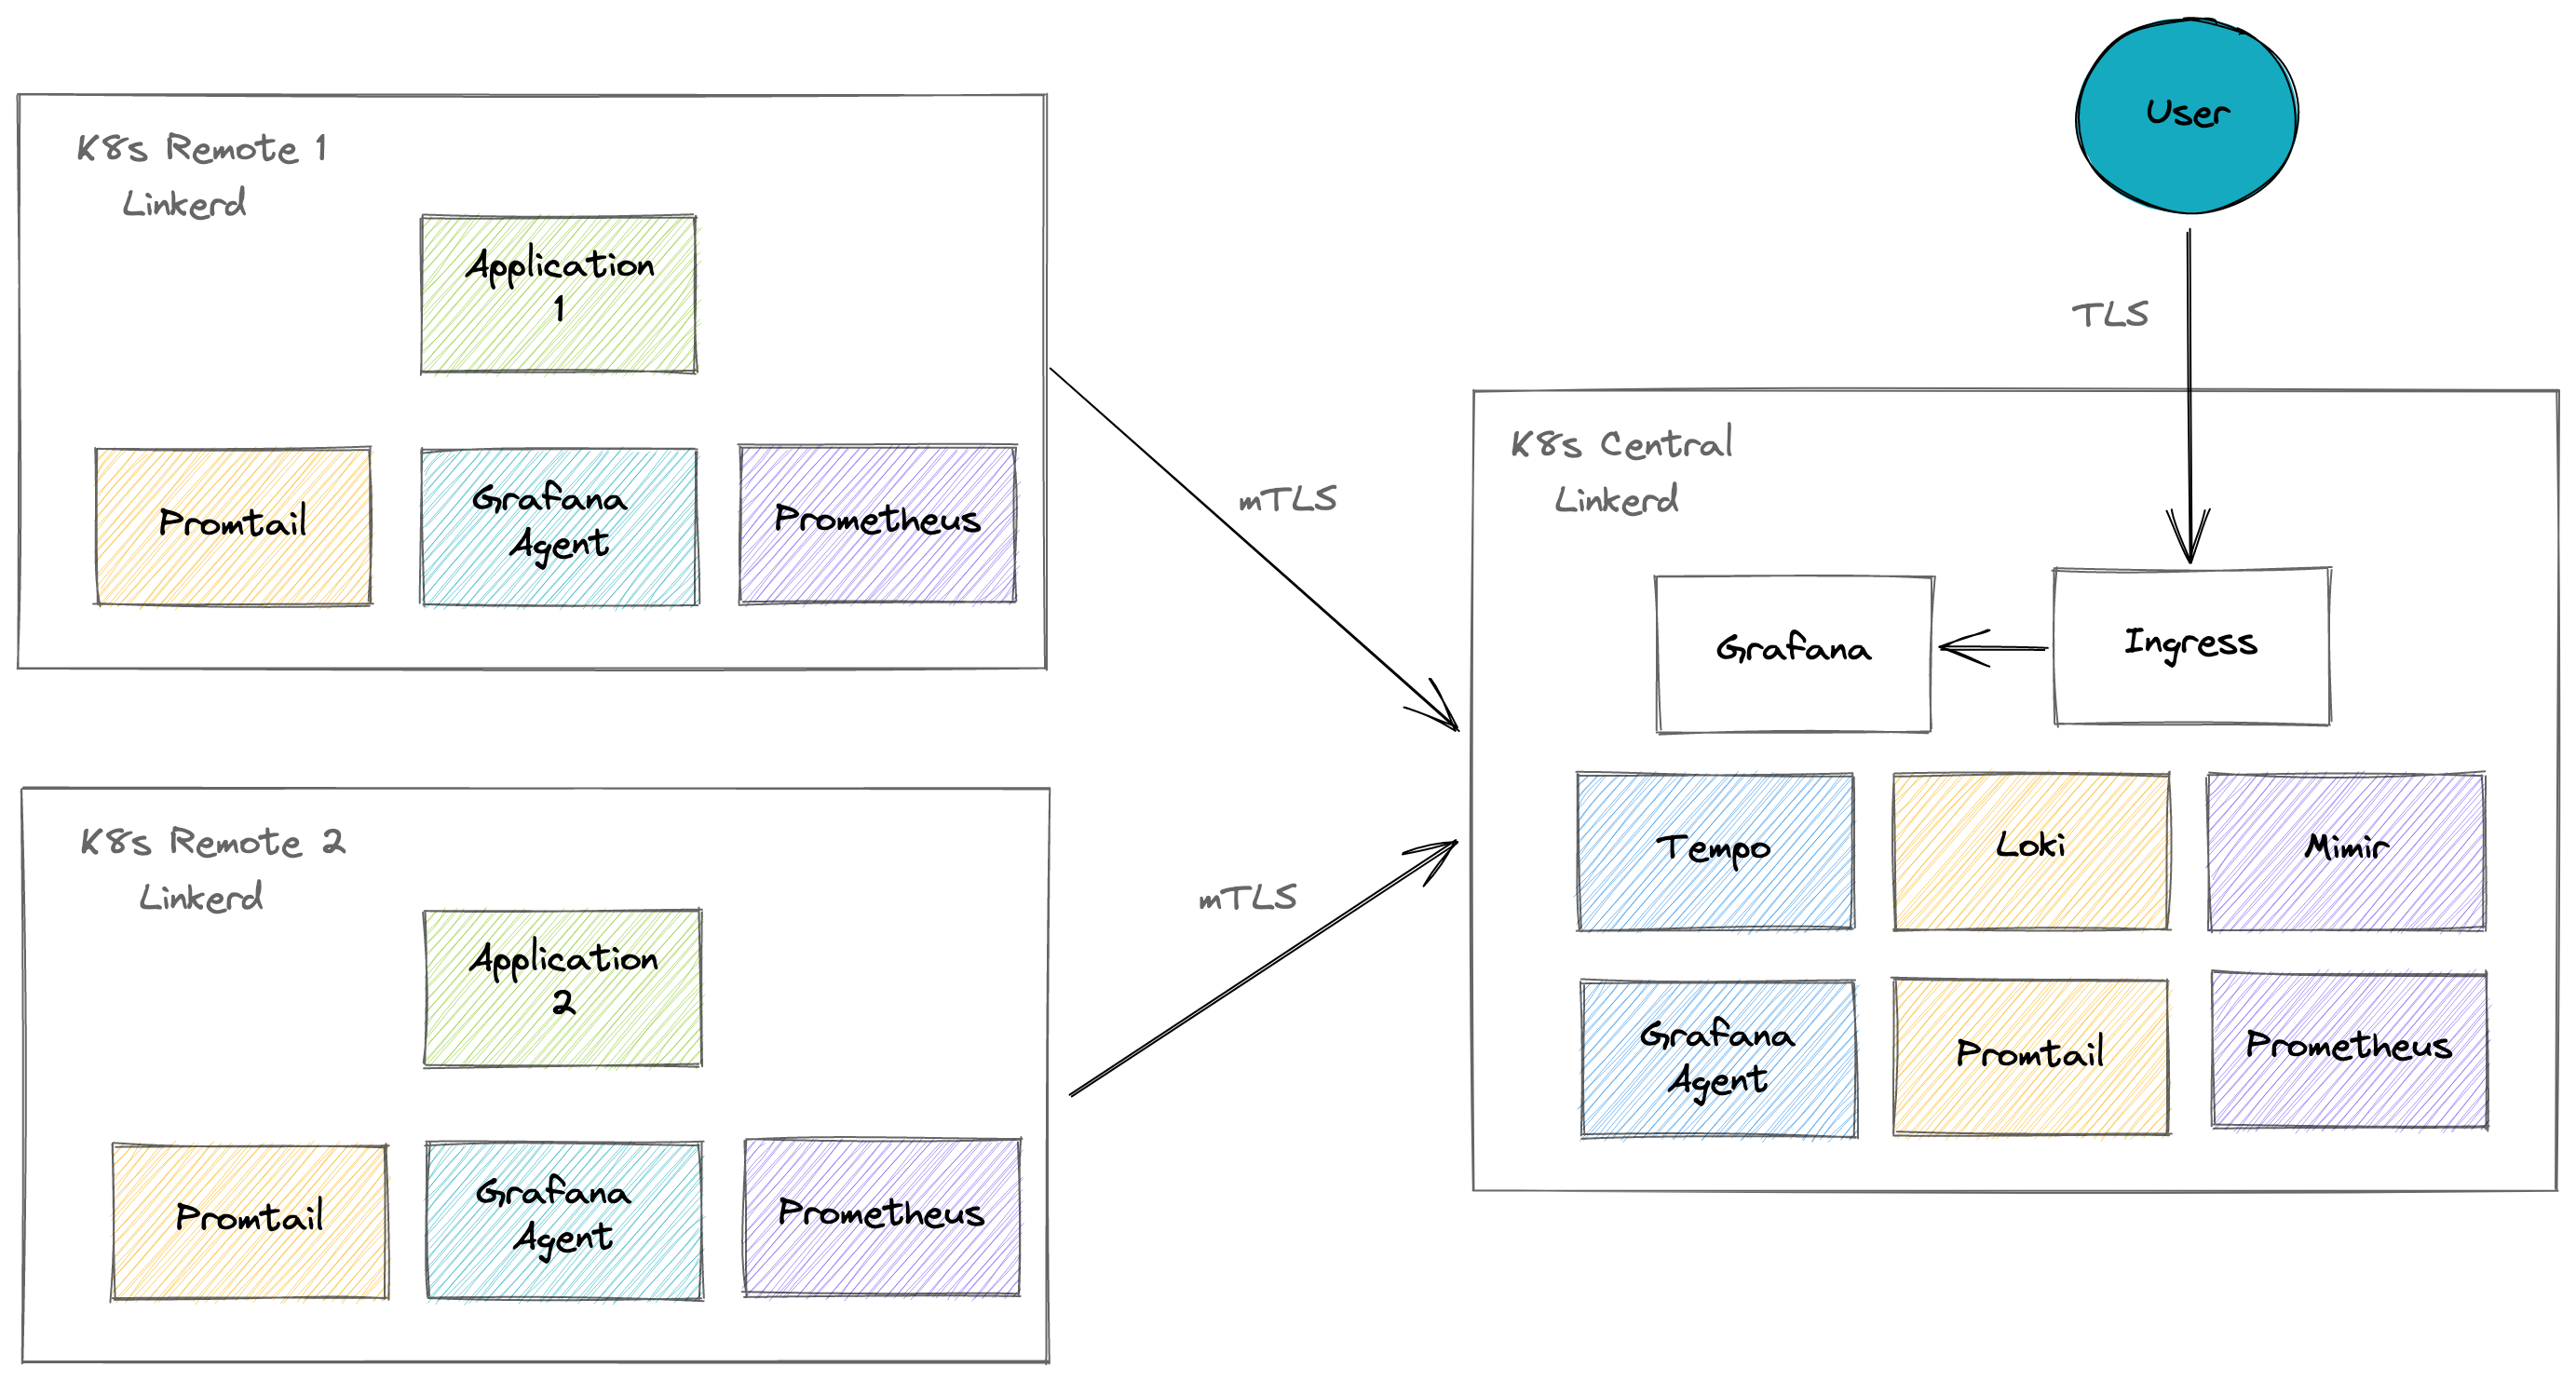 User
K8s Remote 1
Linkerd
Application
1
Promtail
Grafana
Agent
Prometheus
mTLS
TLS
K8s Central
Linkerd
Grafana
Ingress
Tempo
Loki
Mimir
Grafana
Agent
Promtail
Prometheus
K8s Remote 2
Linkerd
Application
2
Promtail
Grafana
Agent
Prometheus
mTLS